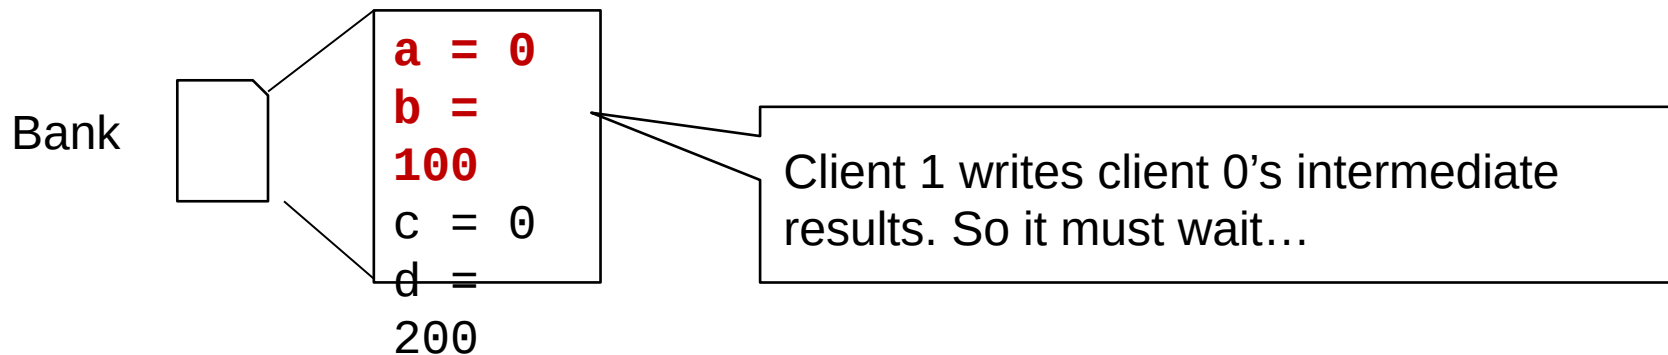 Bank
a = 0
b =
100
c = 0
d =
200
Client 1 writes client 0’s intermediate
results. So it must wait…